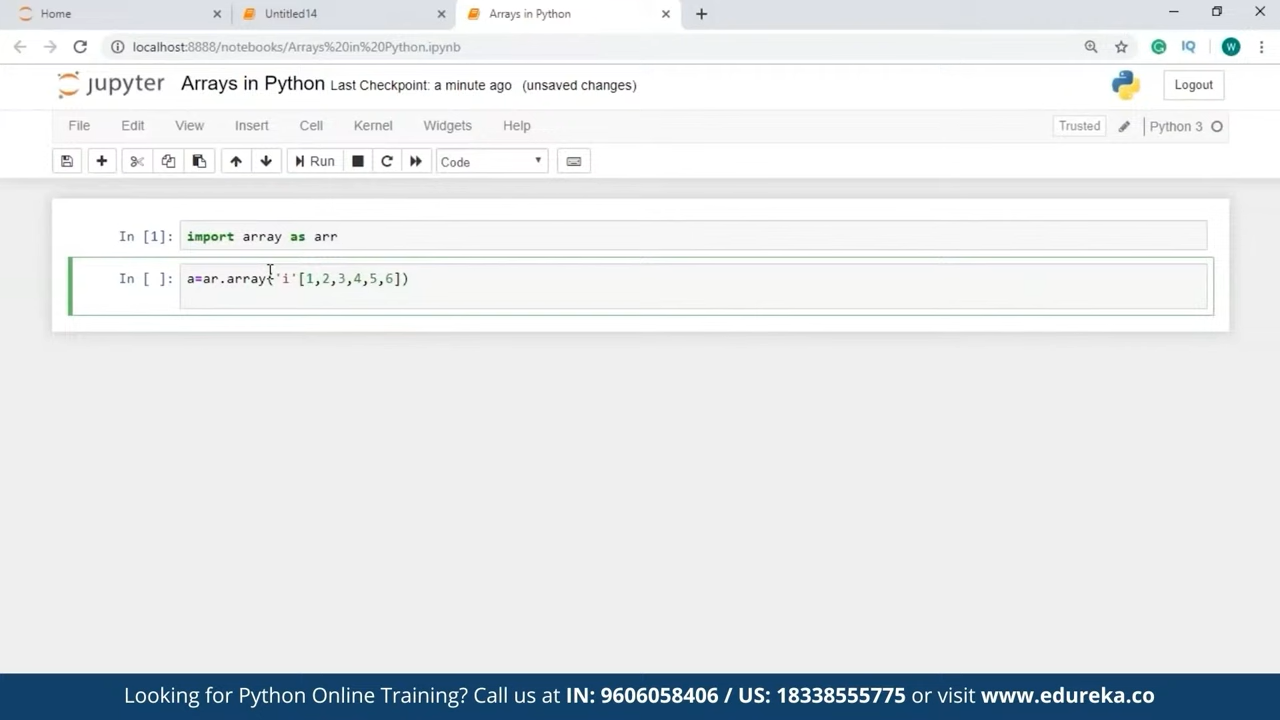 Home
Untitled14
Arrays in Python
localhost:8888/notebooks/Arrays%20in%20Python.ipynb
IQ
W
jupyter Arrays in Python Last Checkpoint: a minute ago (unsaved changes)
Logout
File Edit View Insert Cell Kernel Widgets Help
Trusted
Python 3
Run
Code
In [1]: import array as arr
In [ ]: a=ar.array('i'[1,2,3,4,5,6])
Looking for Python Online Training? Call us at IN: 9606058406 / US: 18338555775 or visit www.edureka.co